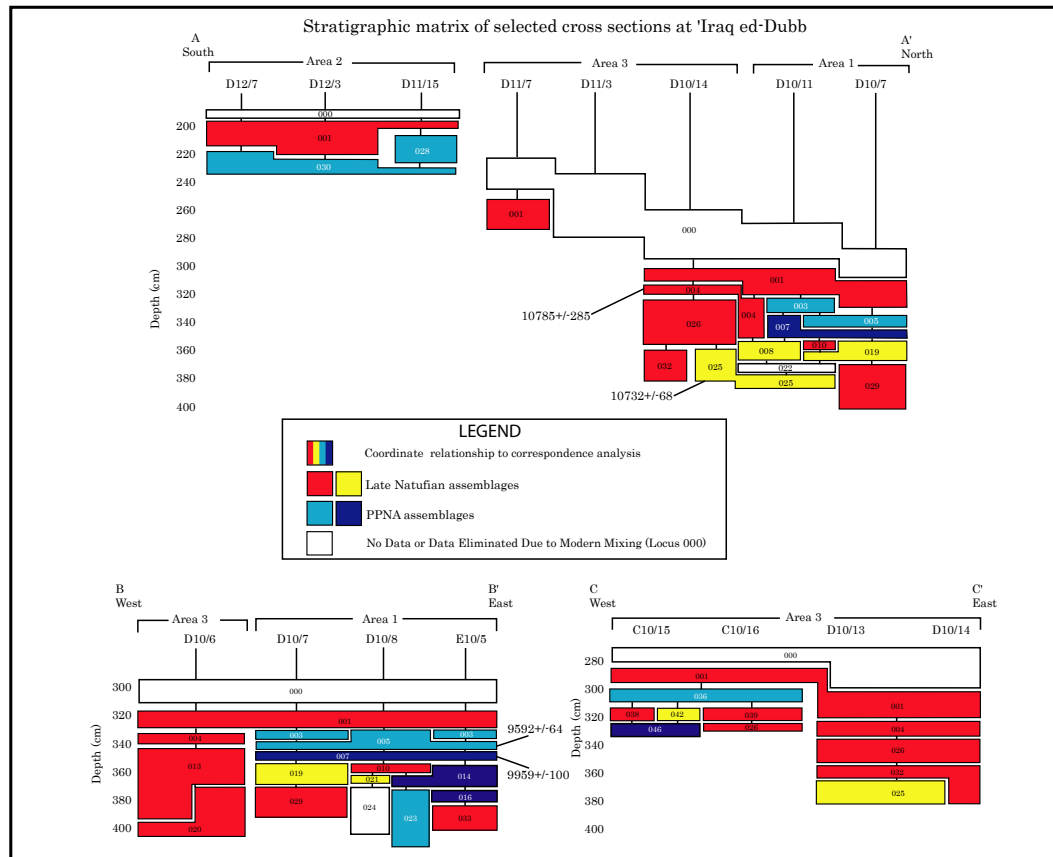 Stratigraphic matrix of selected cross sections at 'Iraq ed-Dubb
A
South
A'
North
Area 2
Area 3
Area 1
D12/7 D12/3 D11/15 D11/7 D11/3 D10/14 D10/11 D10/7
Depth (cm)
200
220
240
260
280
300
320
340
360
380
400
000
001
028
030
001
000
001
004
003
004
005
026
007
010
008
019
032
025
022
025
029
10785+/-285
10732+/-68
LEGEND
Coordinate relationship to correspondence analysis
Late Natufian assemblages
PPNA assemblages
No Data or Data Eliminated Due to Modern Mixing (Locus 000)
B
West
B'
East
Area 3
Area 1
D10/6 D10/7 D10/8 E10/5
Depth (cm)
300
320
340
360
380
400
000
001
004
003
005
003
007
013
019
010
021
014
016
029
024
023
033
020
9592+/-64
9959+/-100
C
West
C'
East
Area 3
C10/15 C10/16 D10/13 D10/14
Depth (cm)
280
300
320
340
360
380
400
000
001
036
001
038
042
039
046
026
004
026
032
025